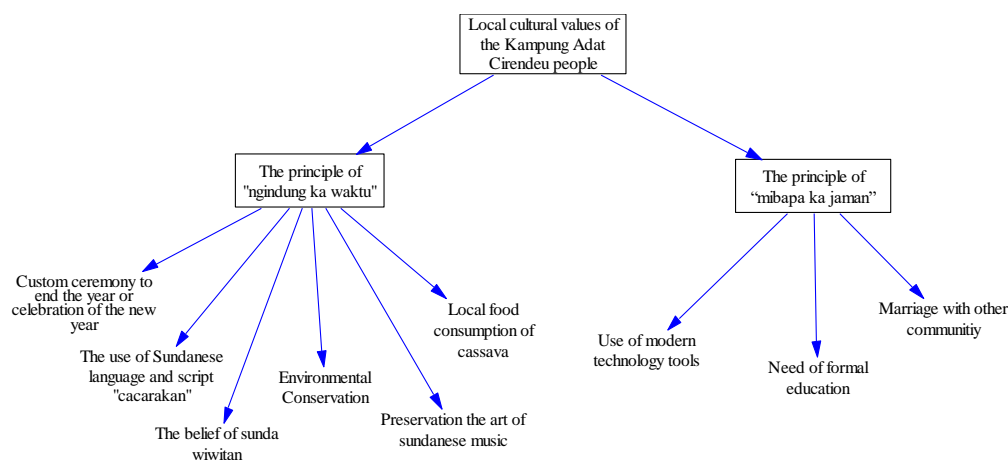 Local cultural values of
the Kampung Adat
Cirendeu people
The principle of
"ngindung ka waktu"
The principle of
“mibapa ka jaman”
Custom ceremony to
end the year or
celebration of the new
year
The use of Sundanese
language and script
"cacarakan"
The belief of sunda
wiwitan
Environmental
Conservation
Preservation the art of
sundanese music
Local food
consumption of
cassava
Use of modern
technology tools
Need of formal
education
Marriage with other
communitiy